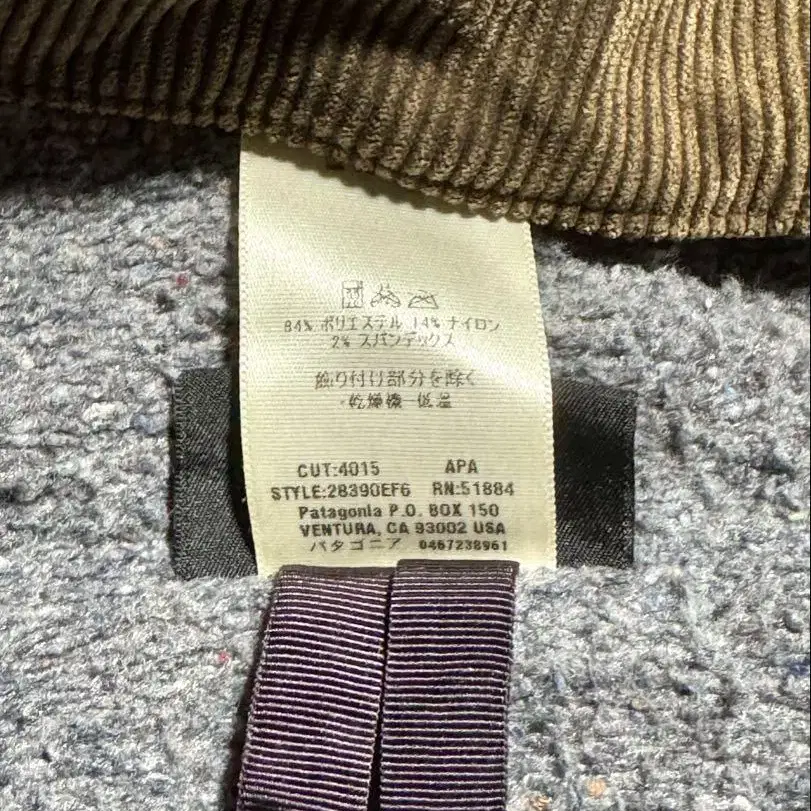 84% ポリエステル 14% ナイロン
2% スパンデックス
飾り付け部分を除く
・乾燥機－低温
CUT:4015 APA
STYLE:28390EF6 RN:51884
Patagonia P.O. BOX 150
VENTURA, CA 93002 USA
パタゴニア 0467238961